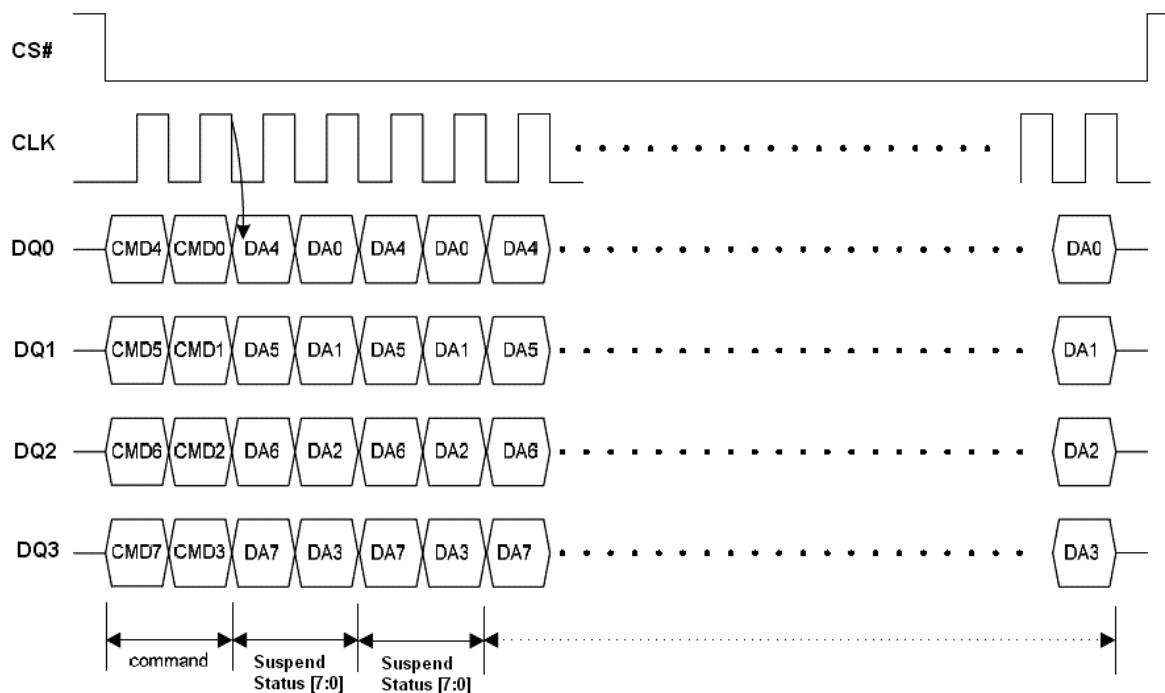 CS#
CLK
DQ0 CMD4 CMD0 DA4 DA0 DA4 DA0 DA4 DA0
DQ1 CMD5 CMD1 DA5 DA1 DA5 DA1 DA5 DA1
DQ2 CMD6 CMD2 DA6 DA2 DA6 DA2 DA6 DA2
DQ3 CMD7 CMD3 DA7 DA3 DA7 DA3 DA7 DA3
command Suspend Suspend
Status [7:0] Status [7:0]